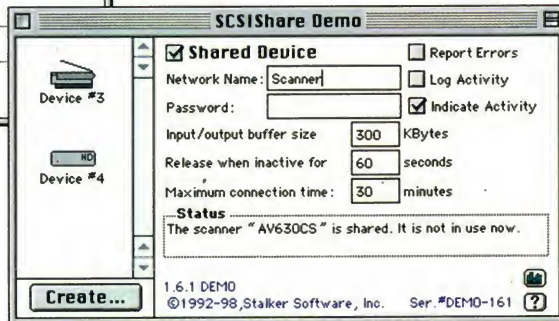 SCSIShare Demo
Device #3
HD
Device #4
Create...
Shared Device
Report Errors
Network Name: Scanner
Log Activity
Password:
Indicate Activity
Input/output buffer size 300 KBytes
Release when inactive for 60 seconds
Maximum connection time: 30 minutes
Status
The scanner "AV630CS" is shared. It is not in use now.
1.6.1 DEMO
©1992-98,Stalker Software, Inc. Ser.#DEMO-161 ?